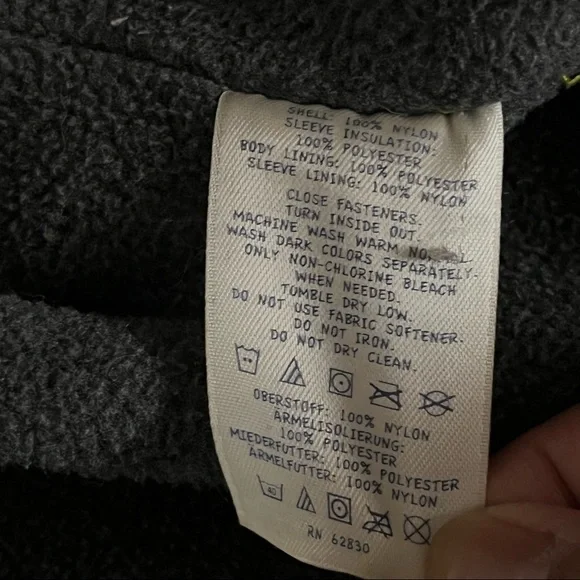 SHELL: 100% NYLON
SLEEVE INSULATION:
100% POLYESTER
BODY LINING: 100% POLYESTER
SLEEVE LINING: 100% NYLON
CLOSE FASTENERS.
TURN INSIDE OUT.
MACHINE WASH WARM
WASH DARK COLORS SEPARATELY.
ONLY NON-CHLORINE BLEACH
WHEN NEEDED.
TUMBLE DRY LOW.
DO NOT USE FABRIC SOFTENER.
DO NOT IRON.
DO NOT DRY CLEAN.
OBERSTOFF: 100% NYLON
ÄRMELISOLIERUNG:
100% POLYESTER
MIEDERFUTTER: 100% POLYESTER
ÄRMELFUTTER: 100% NYLON
40
RN 62830